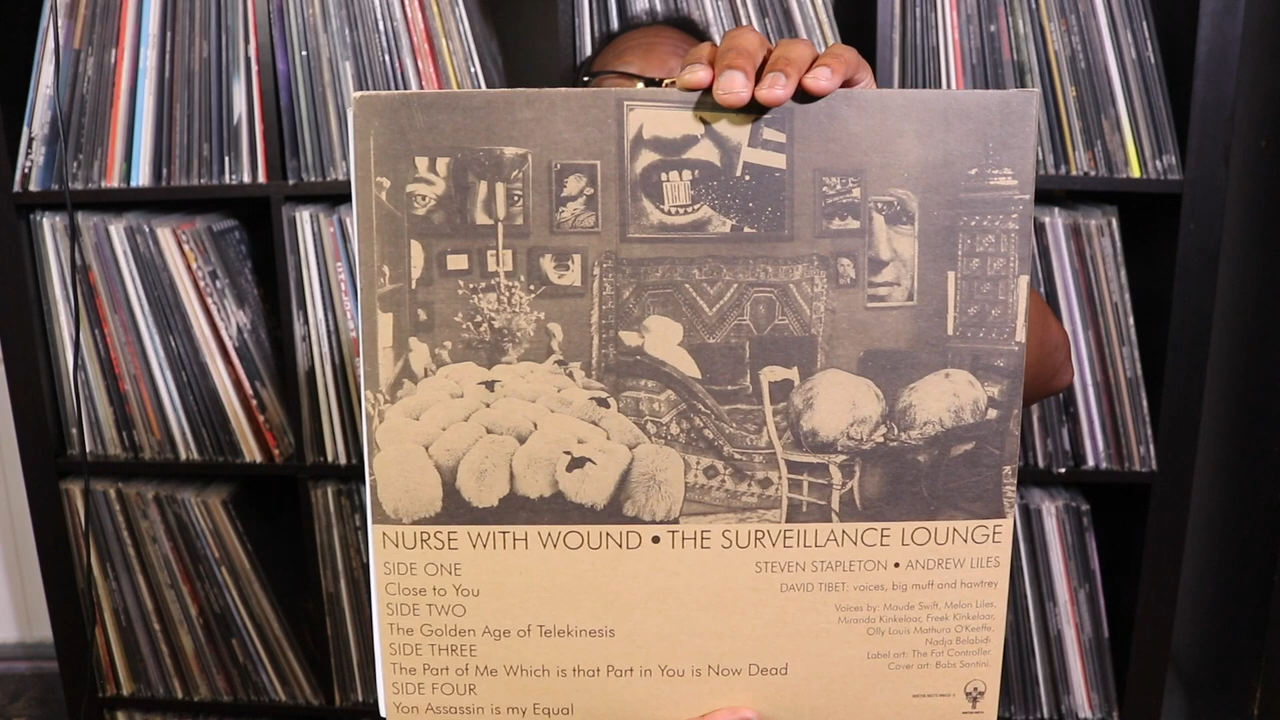 NURSE WITH WOUND • THE SURVEILLANCE LOUNGE
SIDE ONE
Close to You
SIDE TWO
The Golden Age of Telekinesis
SIDE THREE
The Part of Me Which is that Part in You is Now Dead
SIDE FOUR
Yon Assassin is my Equal
STEVEN STAPLETON • ANDREW LILES
DAVID TIBET: voices, big muff and hawtrey
Voices by: Maude Swift, Melon Liles,
Miranda Kinkelaar, Freek Kinkelaar,
Olly Louis Mathura O'Keeffe,
Nadja Belabidi.
Label art: The Fat Controller.
Cover art: Babs Santini.